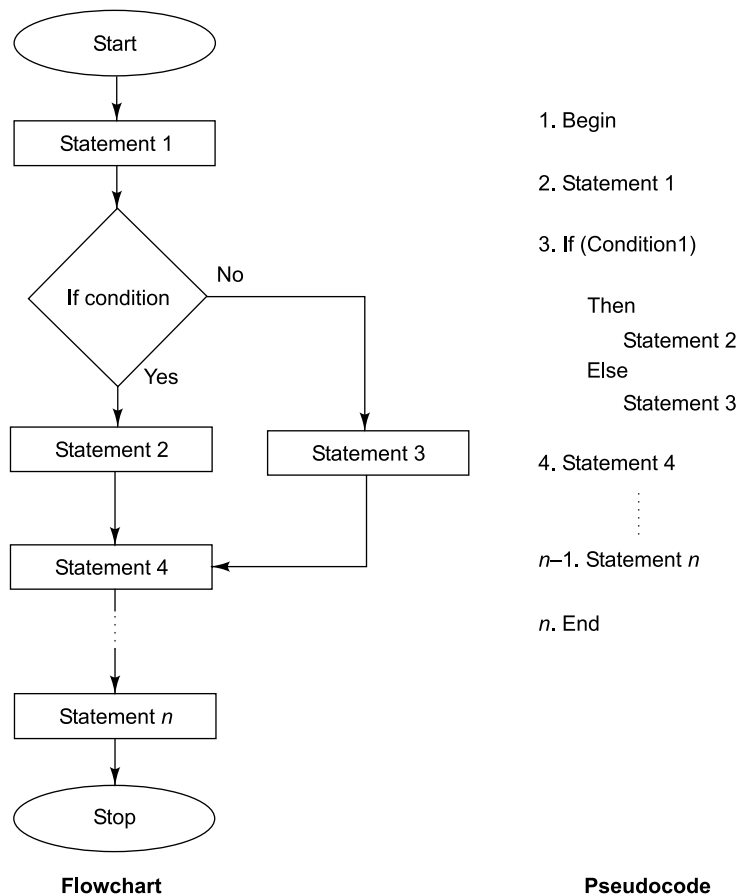 Start
Statement 1
If condition
No
Yes
Statement 2
Statement 3
Statement 4
Statement n
Stop
Flowchart
1. Begin
2. Statement 1
3. If (Condition1)
Then
Statement 2
Else
Statement 3
4. Statement 4
n–1. Statement n
n. End
Pseudocode